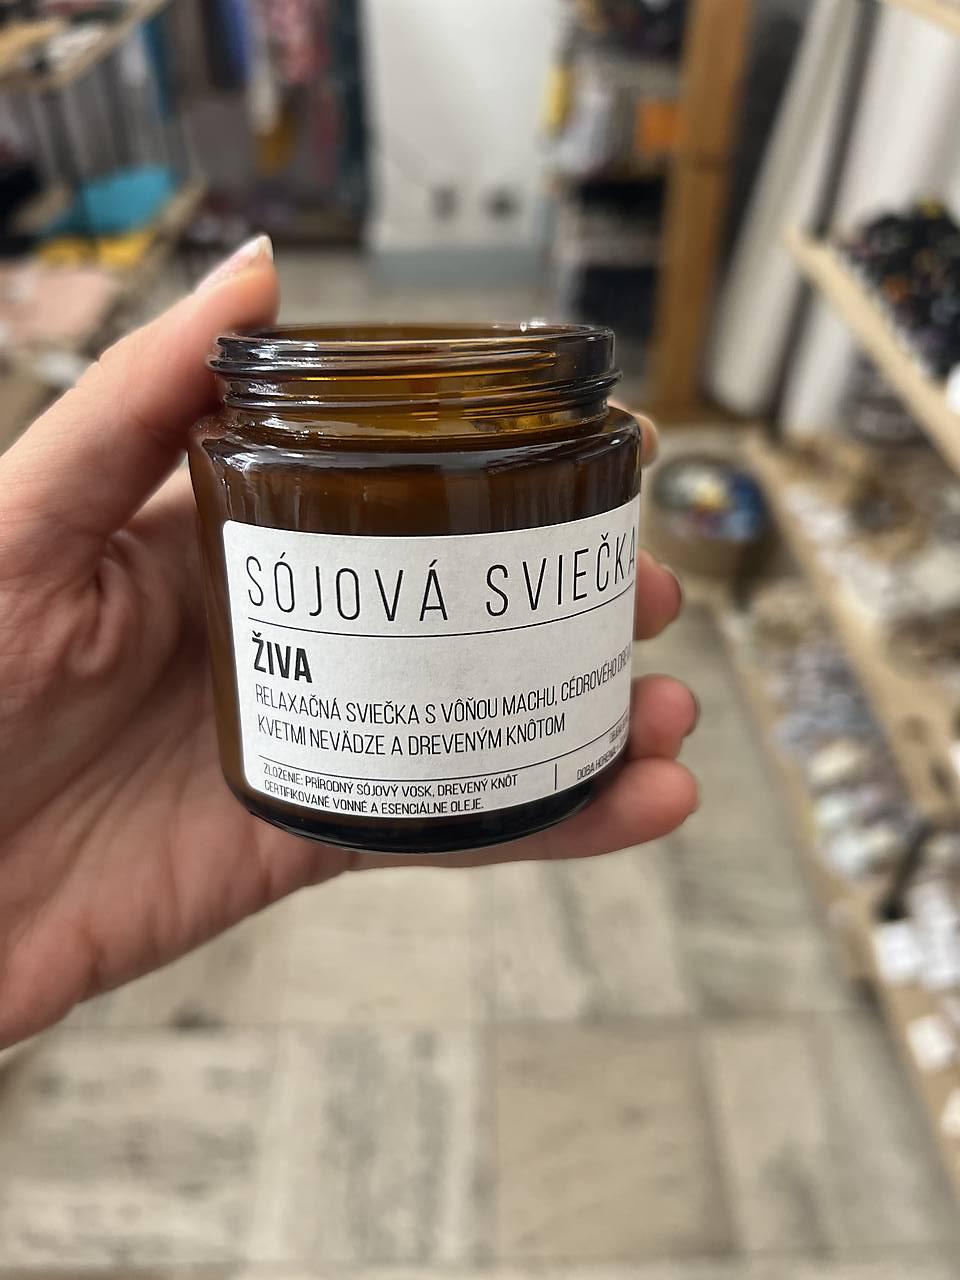 SÓJOVÁ SVIEČKA
ŽIVA
RELAXAČNÁ SVIEČKA S VÔŇOU MACHU, CÉDROVÉHO
KVETMI NEVÄDZE A DREVENÝM KNÔTOM
ZLOŽENIE: PRÍRODNÝ SÓJOVÝ VOSK, DREVENÝ KNÔT
CERTIFIKOVANÉ VONNÉ A ESENCIÁLNE OLEJE.
DOBA